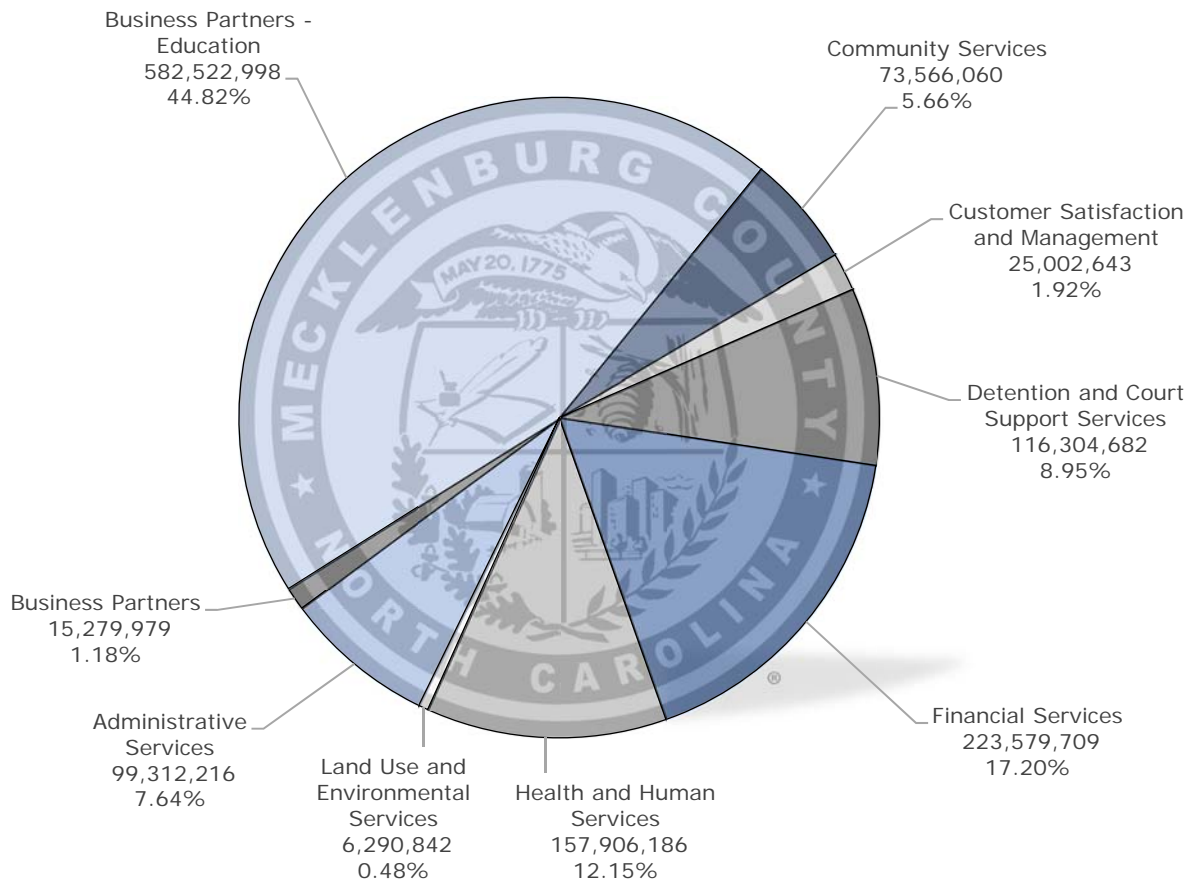 Business Partners -
Education
582,522,998
44.82%
Community Services
73,566,060
5.66%
Customer Satisfaction
and Management
25,002,643
1.92%
Detention and Court
Support Services
116,304,682
8.95%
Financial Services
223,579,709
17.20%
Health and Human
Services
157,906,186
12.15%
Land Use and
Environmental
Services
6,290,842
0.48%
Administrative
Services
99,312,216
7.64%
Business Partners
15,279,979
1.18%
MECKLENBURG COUNTY
MAY 20, 1775
★ NORTH CAROLINA ★
®